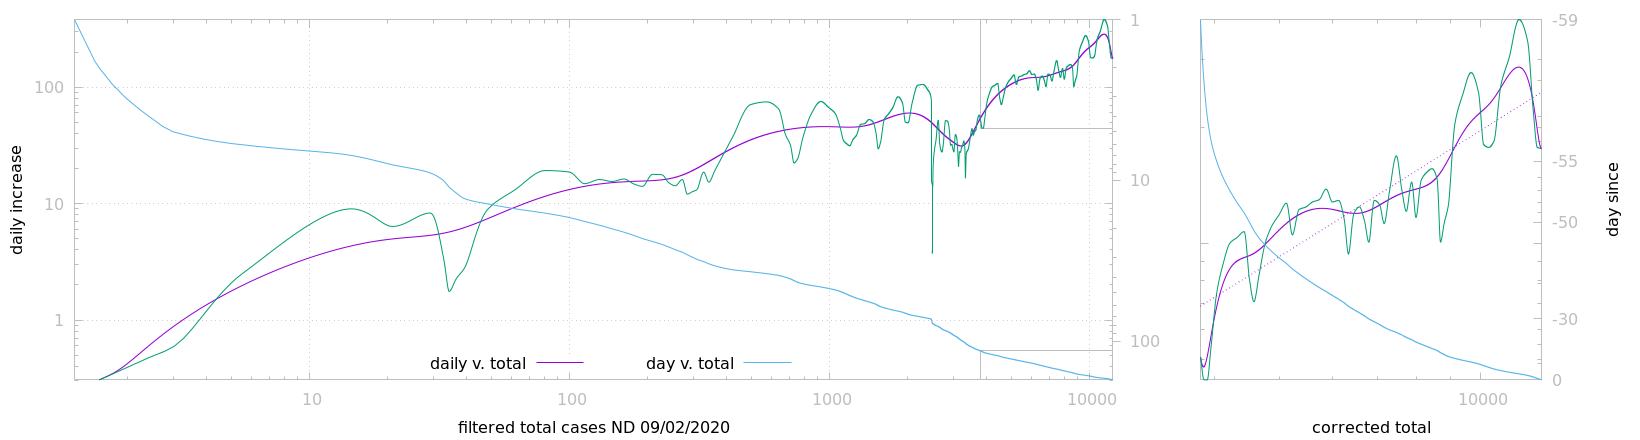 daily increase
100
10
1
10
100
1000
10000
filtered total cases ND 09/02/2020
daily v. total
day v. total
1
10
100
10000
corrected total
-59
-55
-50
-30
0
day since